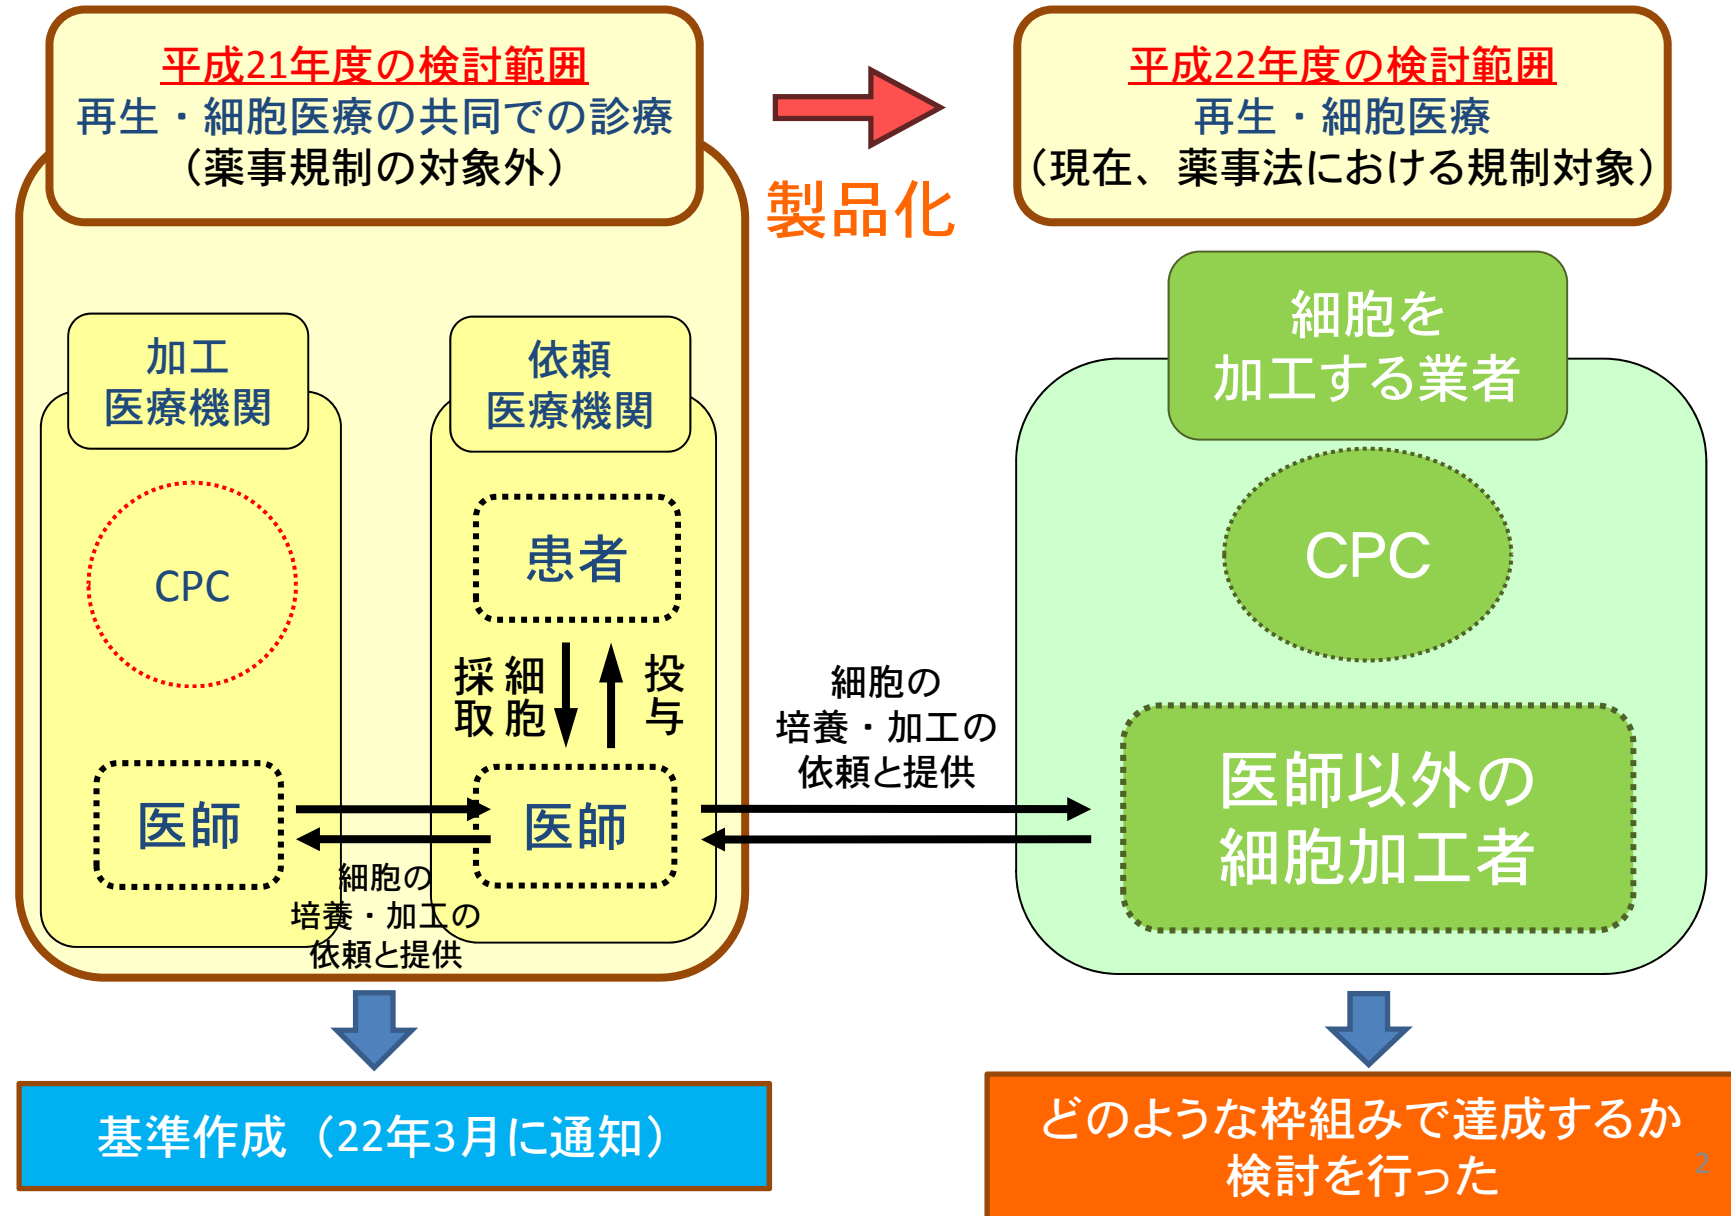 平成21年度の検討範囲
再生・細胞医療の共同での診療
（薬事規制の対象外）
製品化
平成22年度の検討範囲
再生・細胞医療
（現在、薬事法における規制対象）
加工
医療機関
CPC
医師
依頼
医療機関
患者
細胞
採取
投与
医師
細胞の
培養・加工の
依頼と提供
細胞の
培養・加工の
依頼と提供
細胞を
加工する業者
CPC
医師以外の
細胞加工者
基準作成（22年3月に通知）
どのような枠組みで達成するか
検討を行った
2